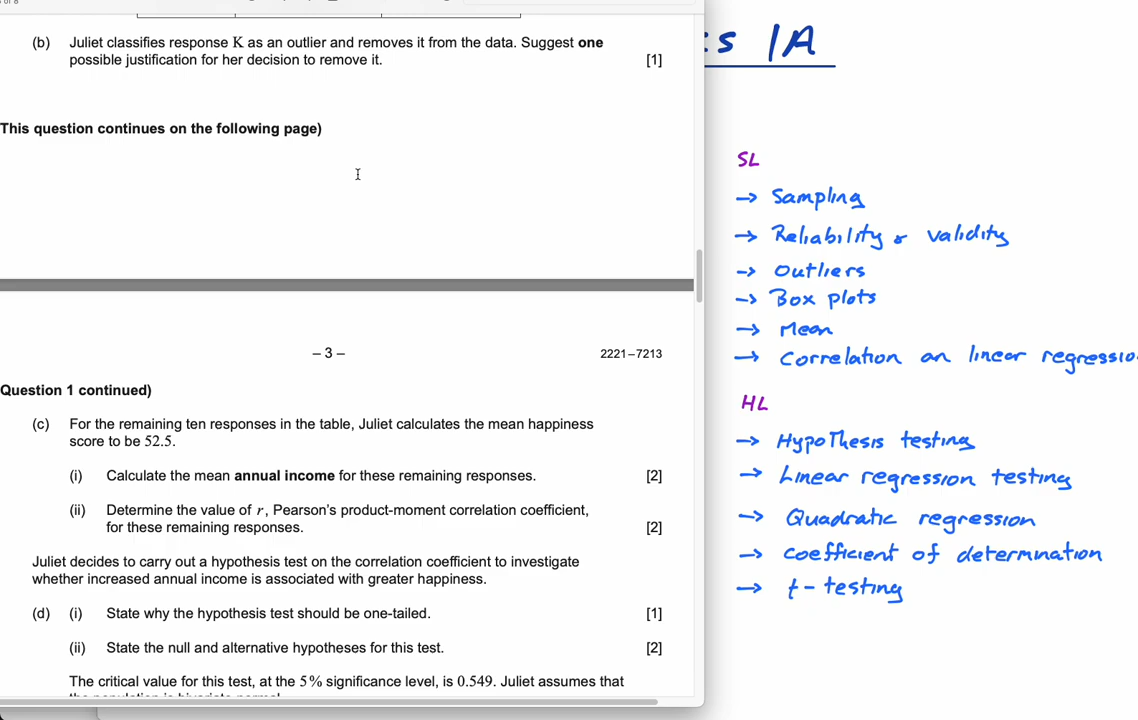 (b) Juliet classifies response K as an outlier and removes it from the data. Suggest one
possible justification for her decision to remove it. [1]
This question continues on the following page)
– 3 – 2221–7213
Question 1 continued)
(c) For the remaining ten responses in the table, Juliet calculates the mean happiness
score to be 52.5.
(i) Calculate the mean annual income for these remaining responses. [2]
(ii) Determine the value of r, Pearson's product-moment correlation coefficient,
for these remaining responses. [2]
Juliet decides to carry out a hypothesis test on the correlation coefficient to investigate
whether increased annual income is associated with greater happiness.
(d) (i) State why the hypothesis test should be one-tailed. [1]
(ii) State the null and alternative hypotheses for this test. [2]
The critical value for this test, at the 5% significance level, is 0.549. Juliet assumes that
IA
SL
→ Sampling
→ Reliability & validity
→ Outliers
→ Box plots
→ Mean
→ Correlation an linear regressio
HL
→ Hypothesis testing
→ Linear regression testing
→ Quadratic regression
→ coefficient of determination
→ t-testing